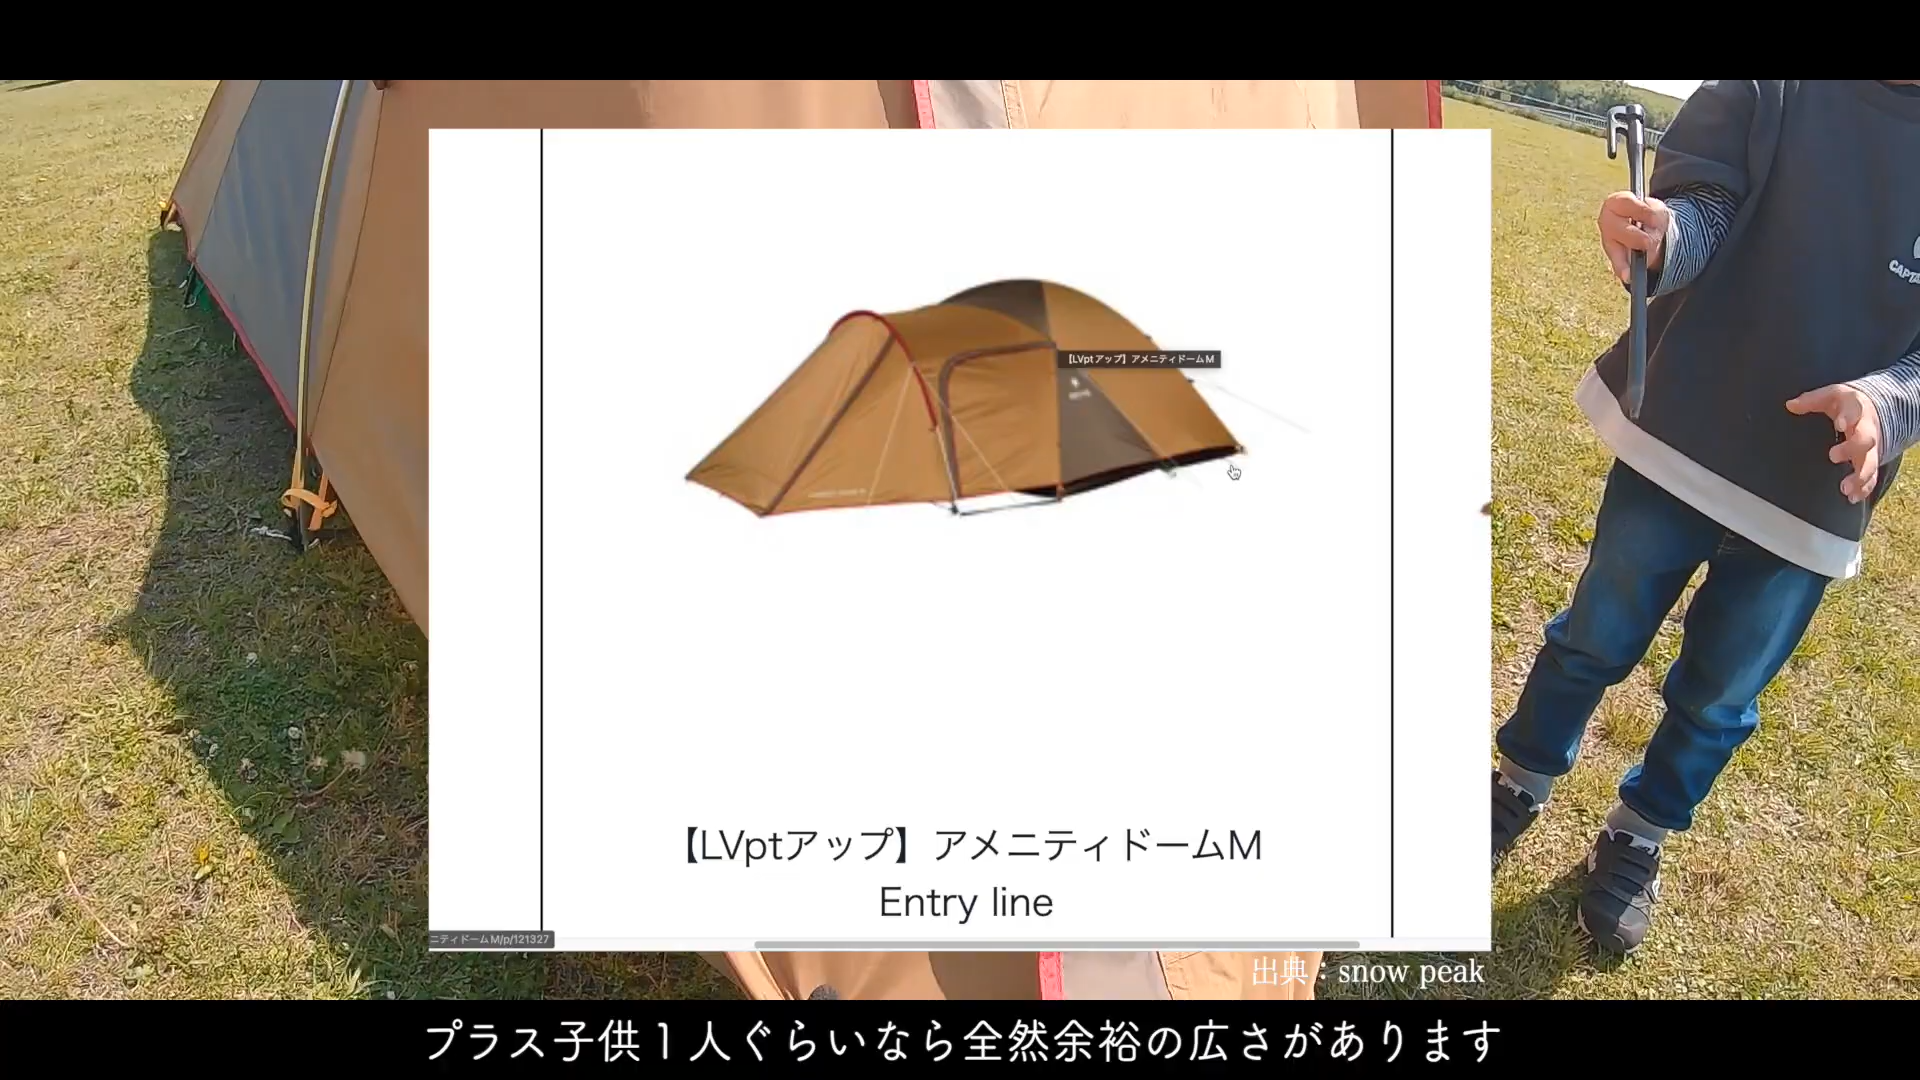 【LVptアップ】アメニティドームM
【LVptアップ】アメニティドームM
Entry line
ニティドームM/p/121327
出典：snow peak
プラス子供1人ぐらいなら全然余裕の広さがあります